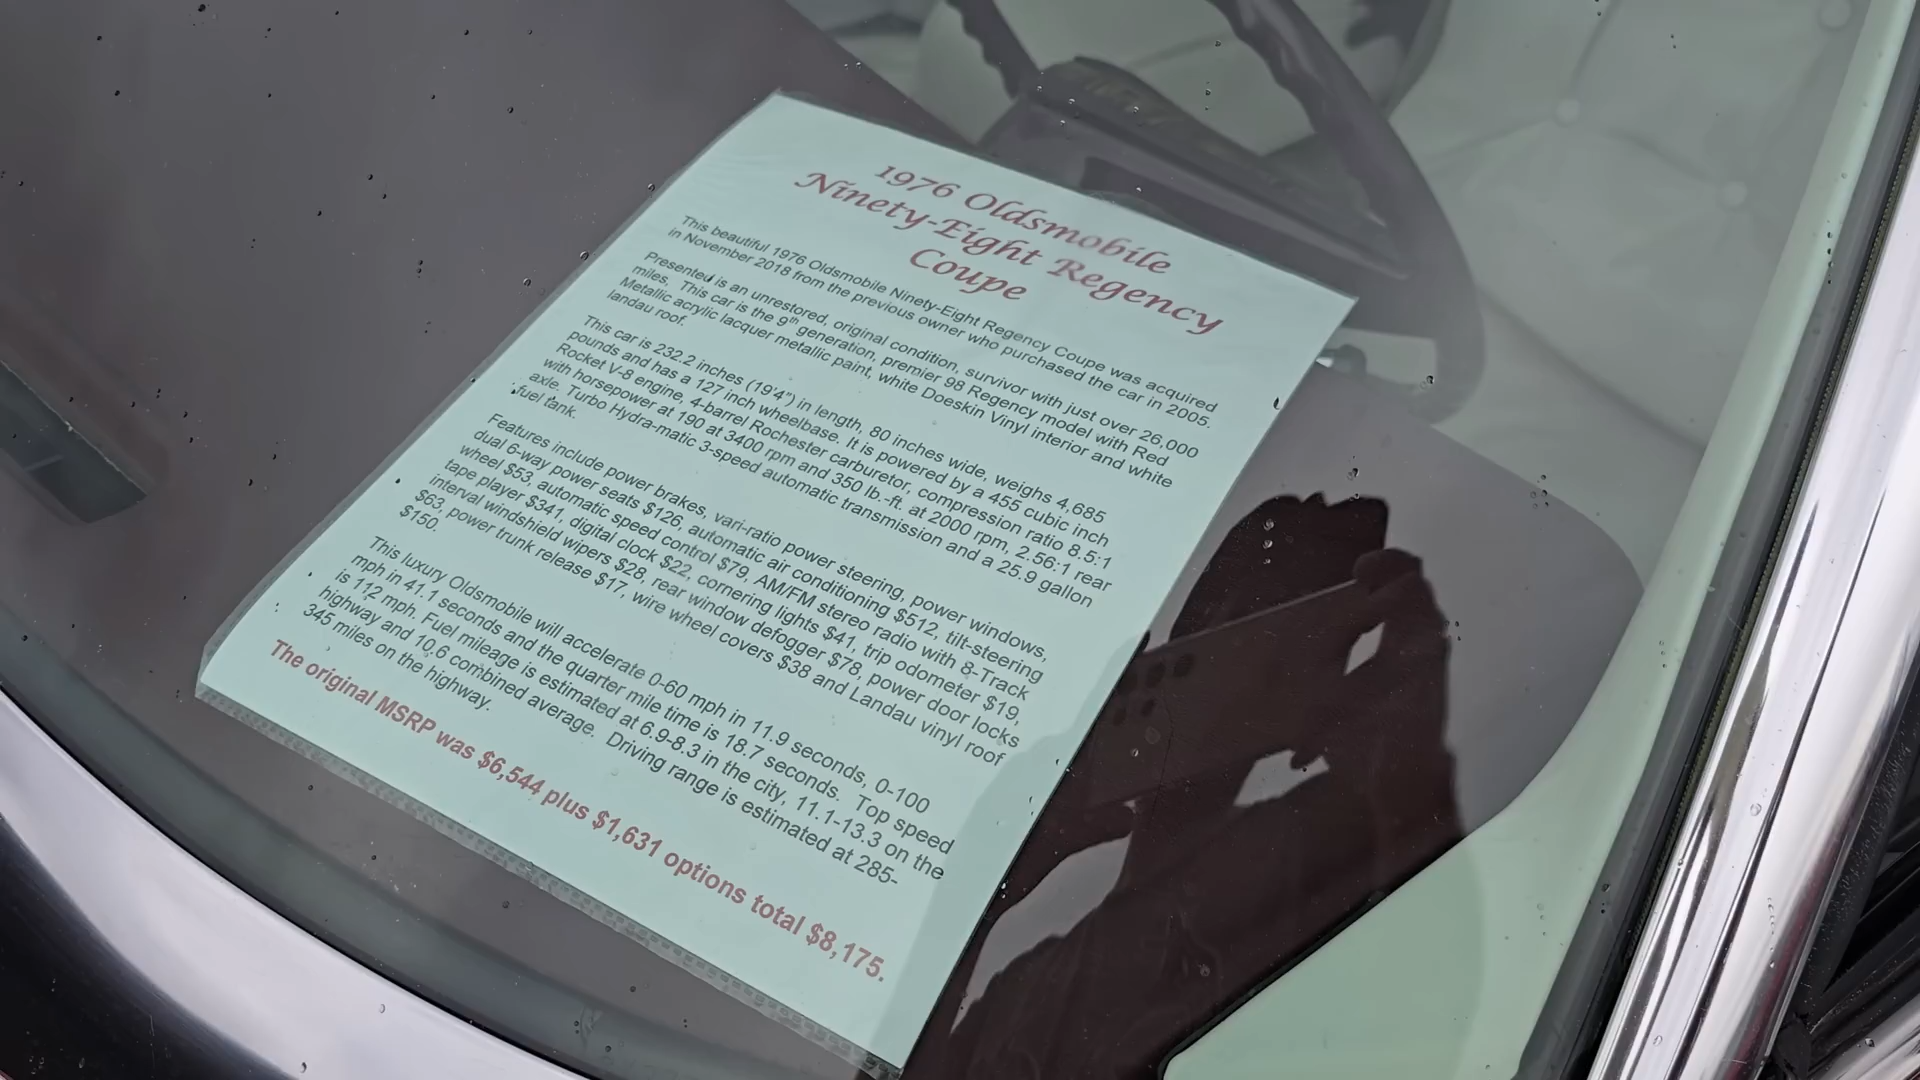 1976 Oldsmobile
Ninety-Eight Regency
Coupe
This beautiful 1976 Oldsmobile Ninety-Eight Regency Coupe was acquired
in November 2018 from the previous owner who purchased the car in 2005.
Presented is an unrestored, original condition, survivor with just over 26,000
miles. This car is the 9th generation, premier 98 Regency model with Red
Metallic acrylic lacquer metallic paint, white Doeskin Vinyl interior and white
landau roof.
This car is 232.2 inches (19'4") in length, 80 inches wide, weighs 4,685
pounds and has a 127 inch wheelbase. It is powered by a 455 cubic inch
Rocket V-8 engine, 4-barrel Rochester carburetor, compression ratio 8.5:1
with horsepower at 190 at 3400 rpm and 350 lb.-ft. at 2000 rpm, 2.56:1 rear
axle. Turbo Hydra-matic 3-speed automatic transmission and a 25.9 gallon
fuel tank.
Features include power brakes, vari-ratio power steering, power windows,
dual 6-way power seats $126, automatic air conditioning $512, tilt-steering
wheel $53, automatic speed control $79, AM/FM stereo radio with 8-Track
tape player $341, digital clock $22, cornering lights $41, trip odometer $19,
interval windshield wipers $28, rear window defogger $78, power door locks
$63, power trunk release $17, wire wheel covers $38 and Landau vinyl roof
$150.
This luxury Oldsmobile will accelerate 0-60 mph in 11.9 seconds, 0-100
mph in 41.1 seconds and the quarter mile time is 18.7 seconds. Top speed
is 112 mph. Fuel mileage is estimated at 6.9-8.3 in the city, 11.1-13.3 on the
highway and 10.6 combined average. Driving range is estimated at 285-
345 miles on the highway.
The original MSRP was $6,544 plus $1,631 options total $8,175.